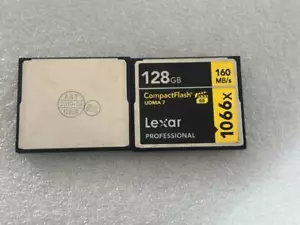 128GB
160
MB/s
CompactFlash
UDMA 7
Lexar
PROFESSIONAL
1066x